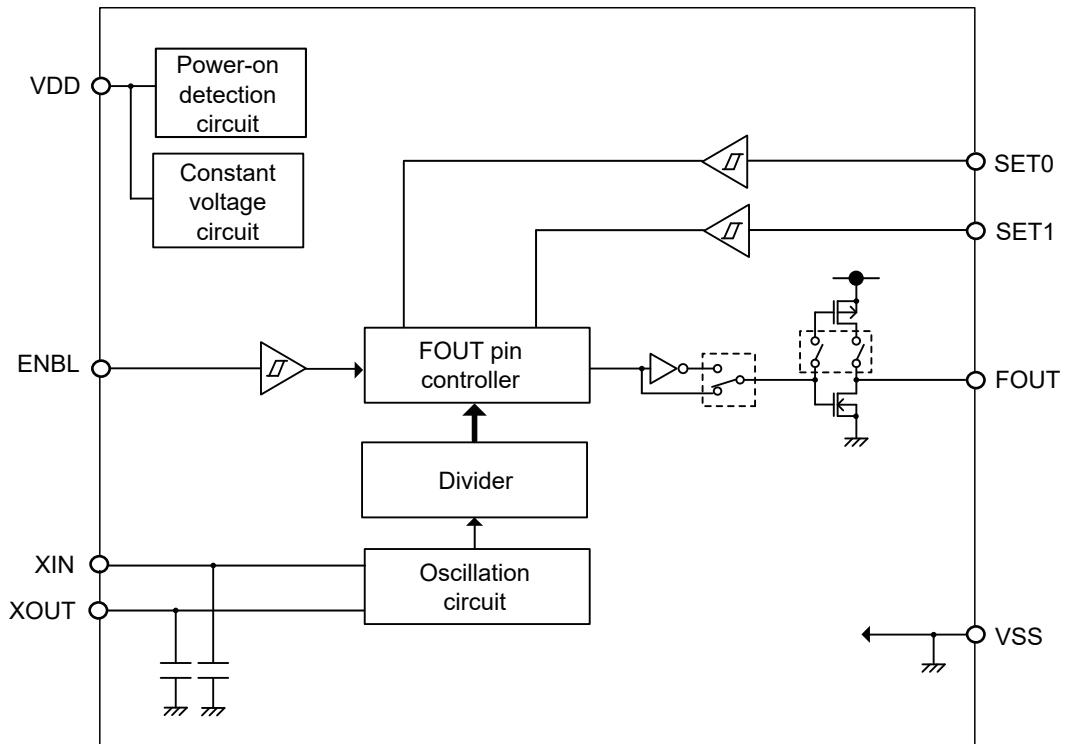 Power-on
detection
circuit
VDD
Constant
voltage
circuit
SET0
SET1
ENBL
FOUT pin
controller
FOUT
Divider
XIN
XOUT
Oscillation
circuit
VSS